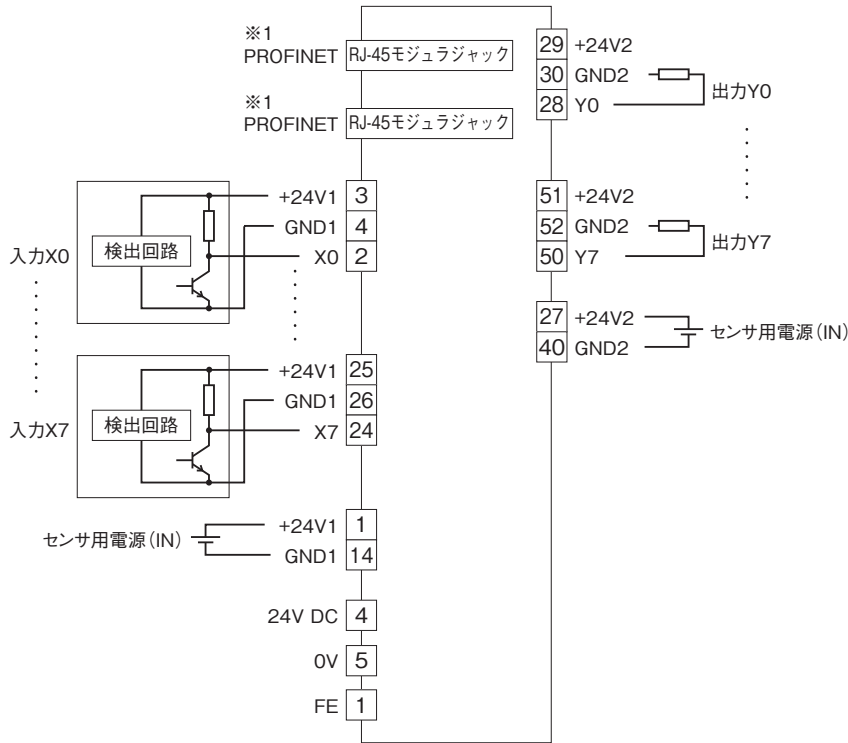 ※1
PROFINET RJ-45モジュラジャック
※1
PROFINET RJ-45モジュラジャック
入力X0
検出回路
+24V1 3
GND1 4
X0 2
入力X7
検出回路
+24V1 25
GND1 26
X7 24
センサ用電源(IN)
+24V1 1
GND1 14
24V DC 4
0V 5
FE 1
29 +24V2
30 GND2
28 Y0
出力Y0
51 +24V2
52 GND2
50 Y7
出力Y7
27 +24V2
40 GND2
センサ用電源(IN)